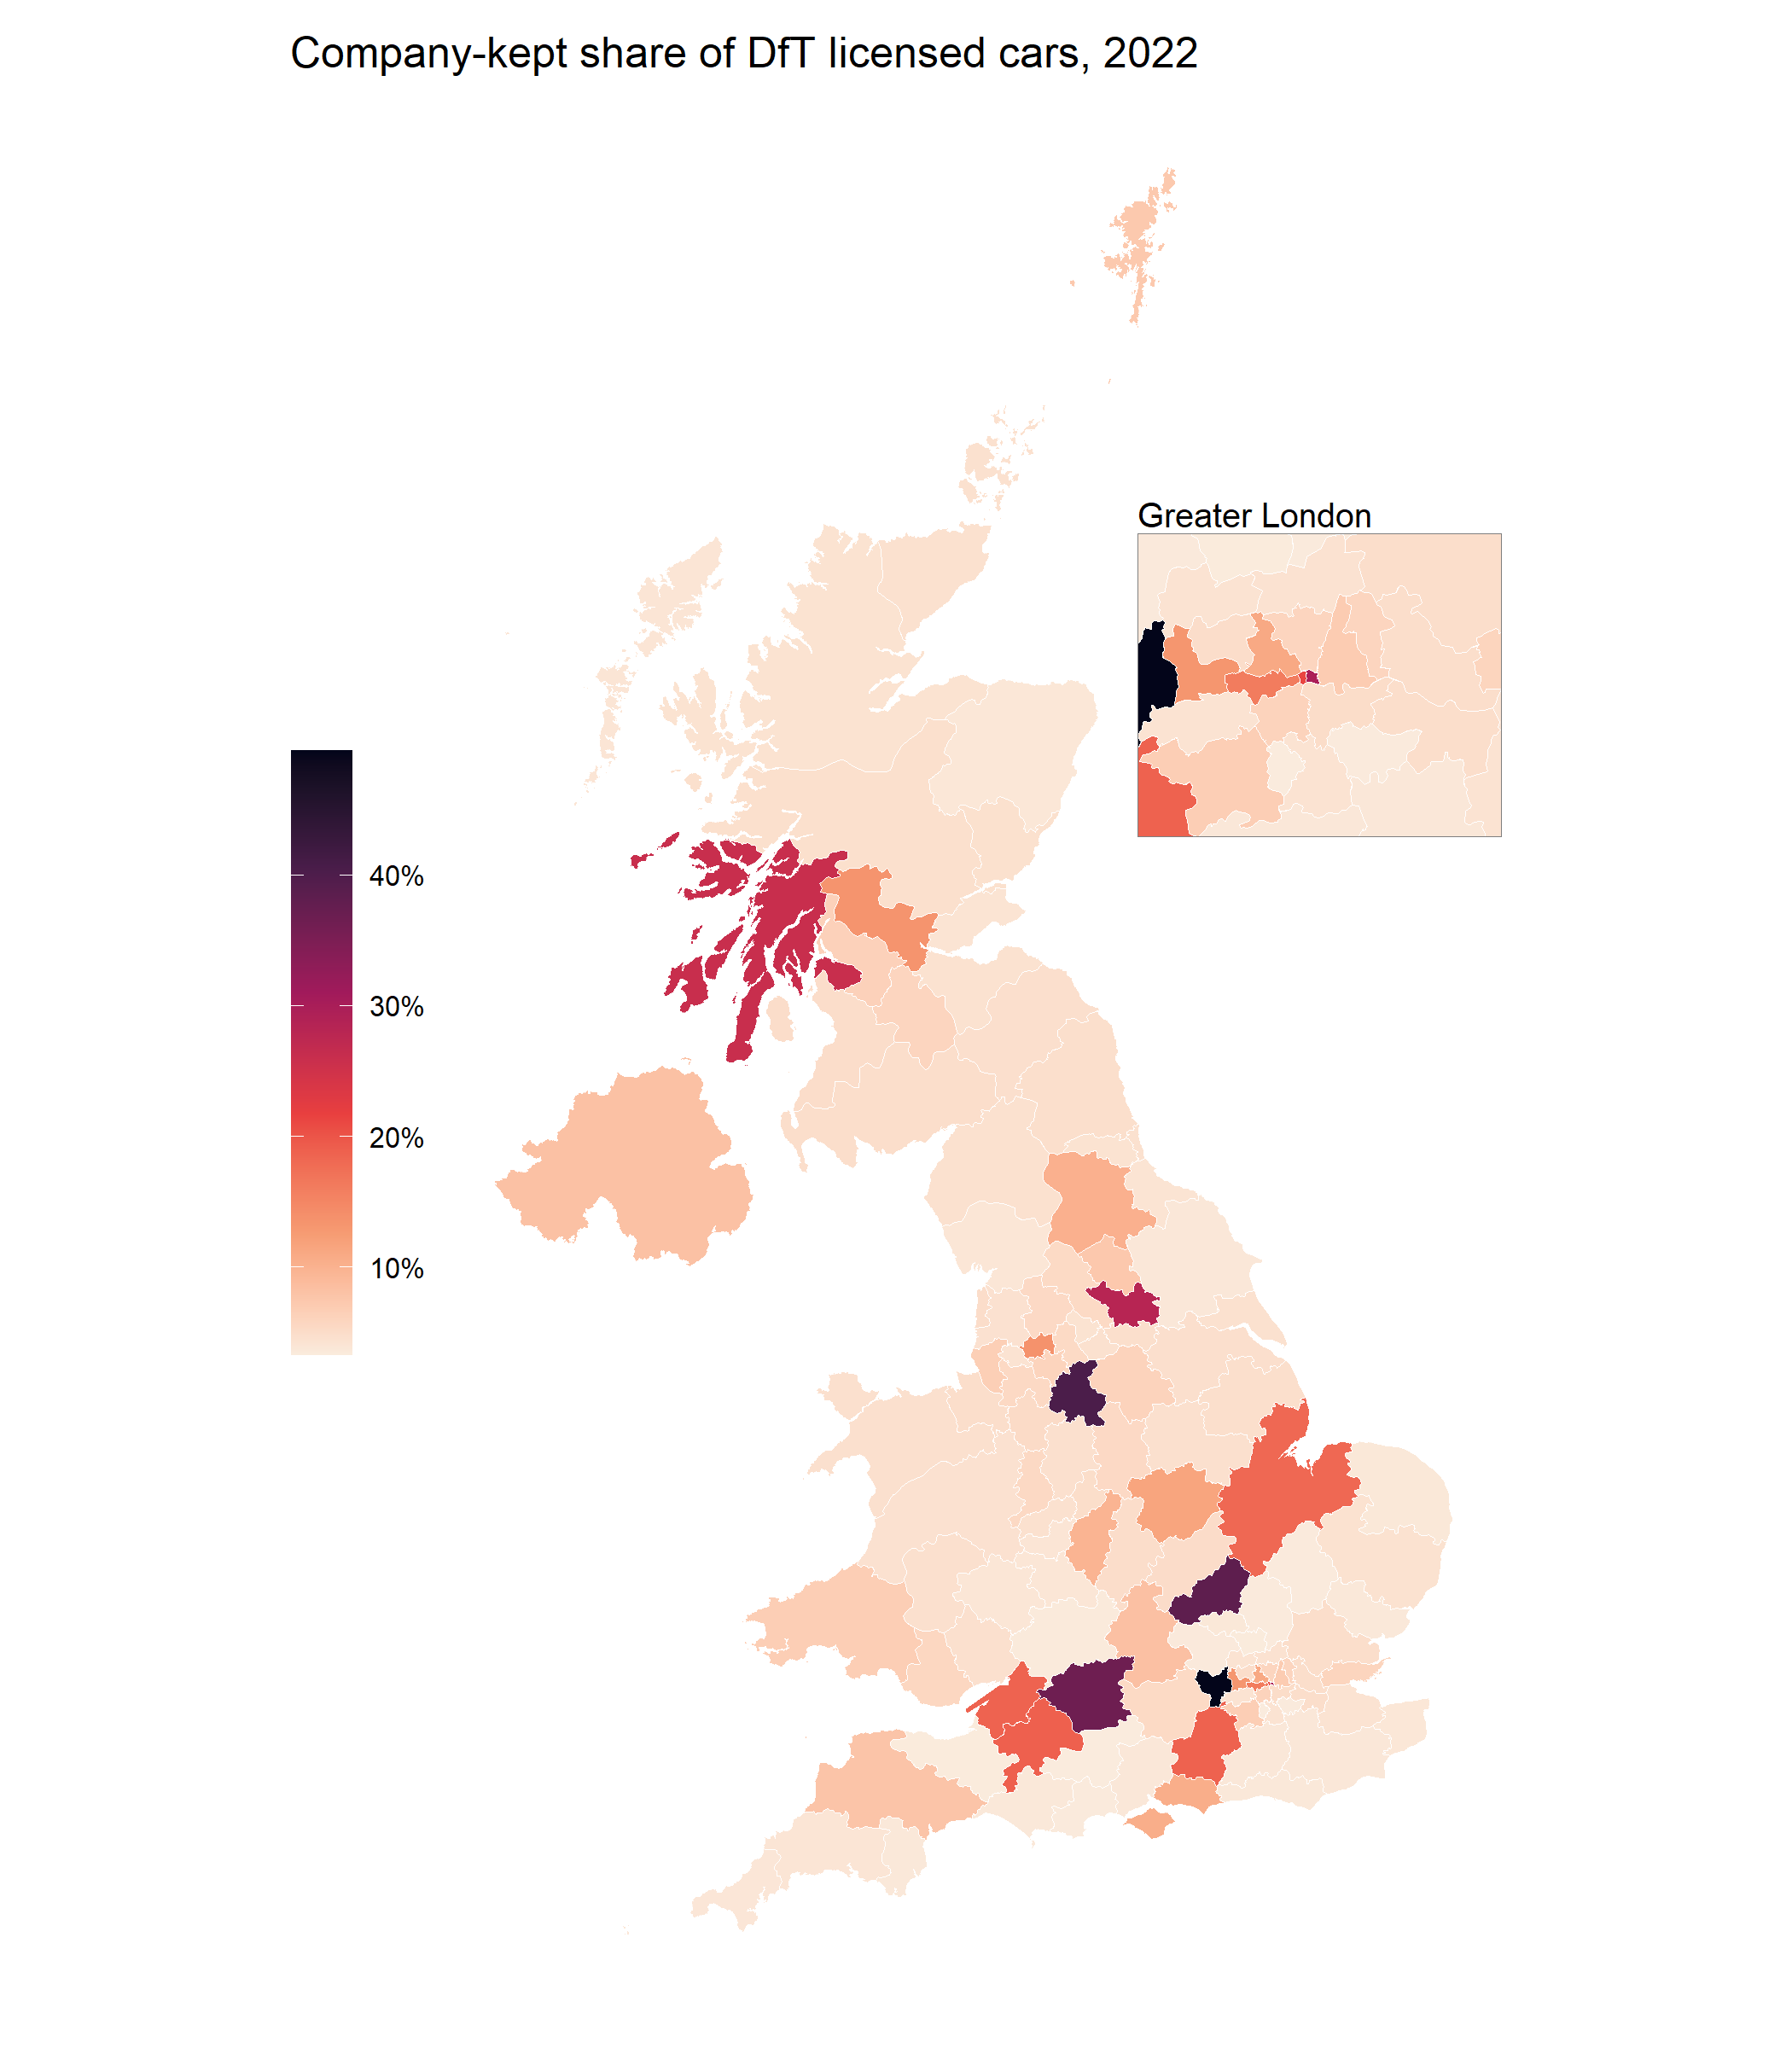 Company-kept share of DfT licensed cars, 2022
Greater London
40%
30%
20%
10%